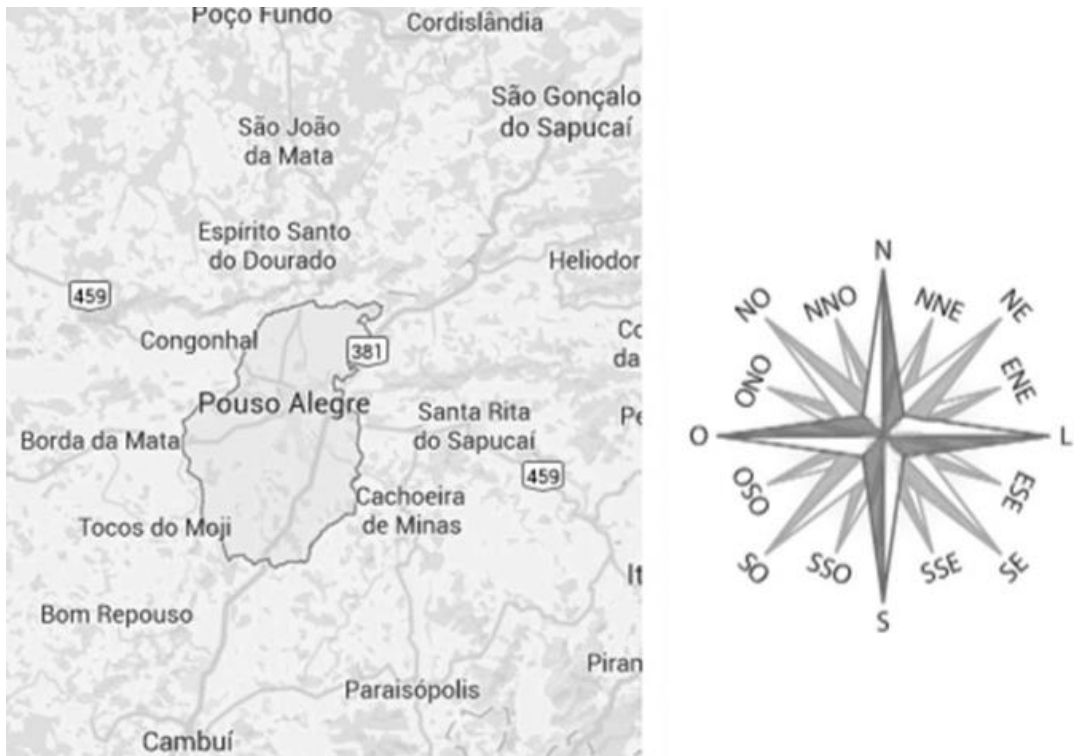 Poço Fundo
Cordislândia
São Gonçalo
do Sapucaí
São João
da Mata
Espírito Santo
do Dourado
Heliodor
459
Congonhal
381
Co
da
Pouso Alegre
Santa Rita
do Sapucaí
Pe
Borda da Mata
459
Cachoeira
de Minas
Tocos do Moji
It
Bom Repouso
Piran
Paraisópolis
Cambuí
N
NO
NNO
NNE
NE
ONO
ENE
O
L
OSO
ESE
SO
SSO
SSE
SE
S